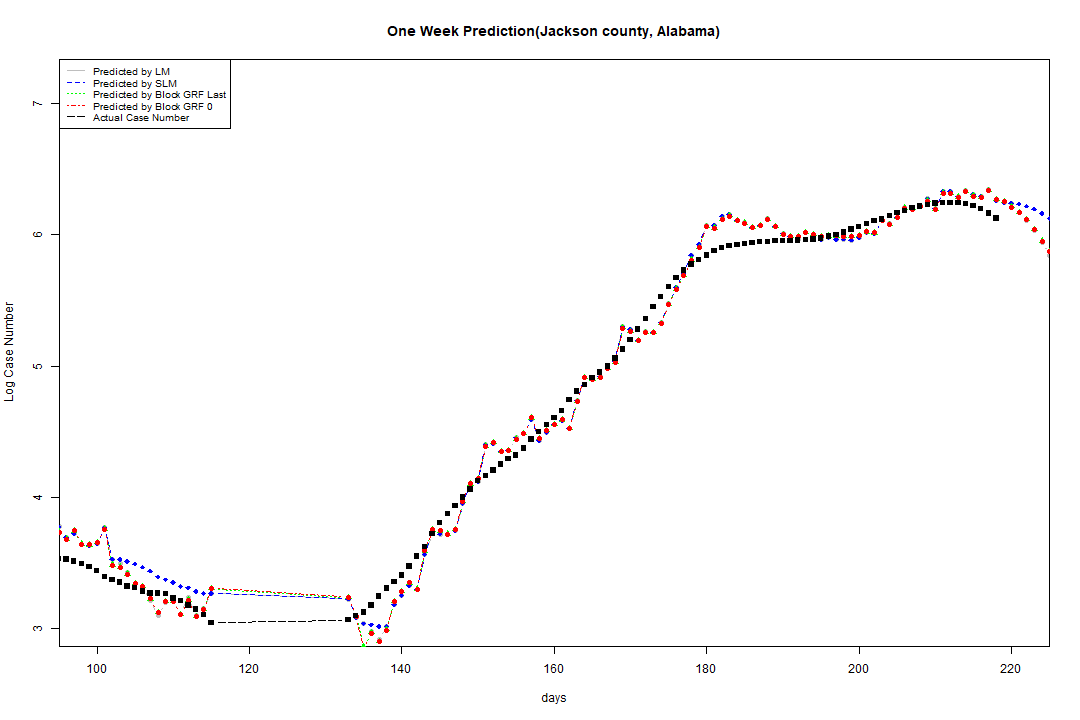 One Week Prediction(Jackson county, Alabama)
Predicted by LM
Predicted by SLM
Predicted by Block GRF Last
Predicted by Block GRF 0
Actual Case Number
7
6
5
4
3
Log Case Number
100 120 140 160 180 200 220
days